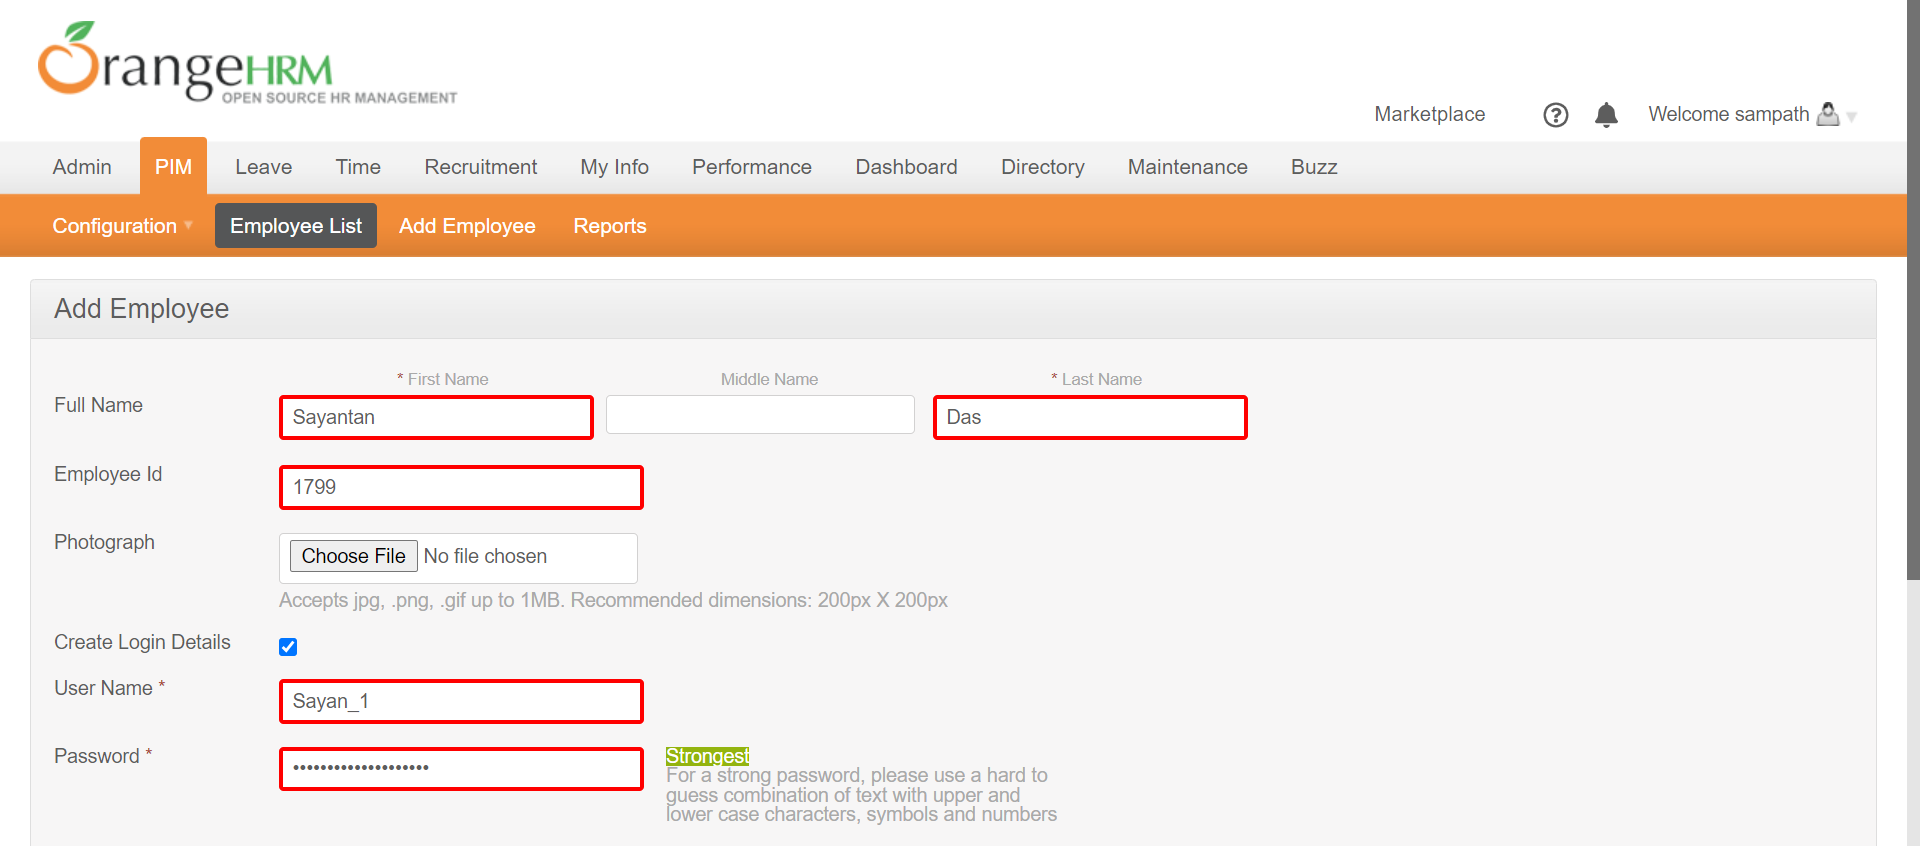 OrangeHRM
OPEN SOURCE HR MANAGEMENT
Marketplace ? Welcome sampath
Admin PIM Leave Time Recruitment My Info Performance Dashboard Directory Maintenance Buzz
Configuration Employee List Add Employee Reports
Add Employee
* First Name Middle Name * Last Name
Full Name Sayantan Das
Employee Id 1799
Photograph Choose File No file chosen
Accepts jpg, .png, .gif up to 1MB. Recommended dimensions: 200px X 200px
Create Login Details
User Name * Sayan_1
Password * •••••••••••••••••••• Strongest
For a strong password, please use a hard to
guess combination of text with upper and
lower case characters, symbols and numbers